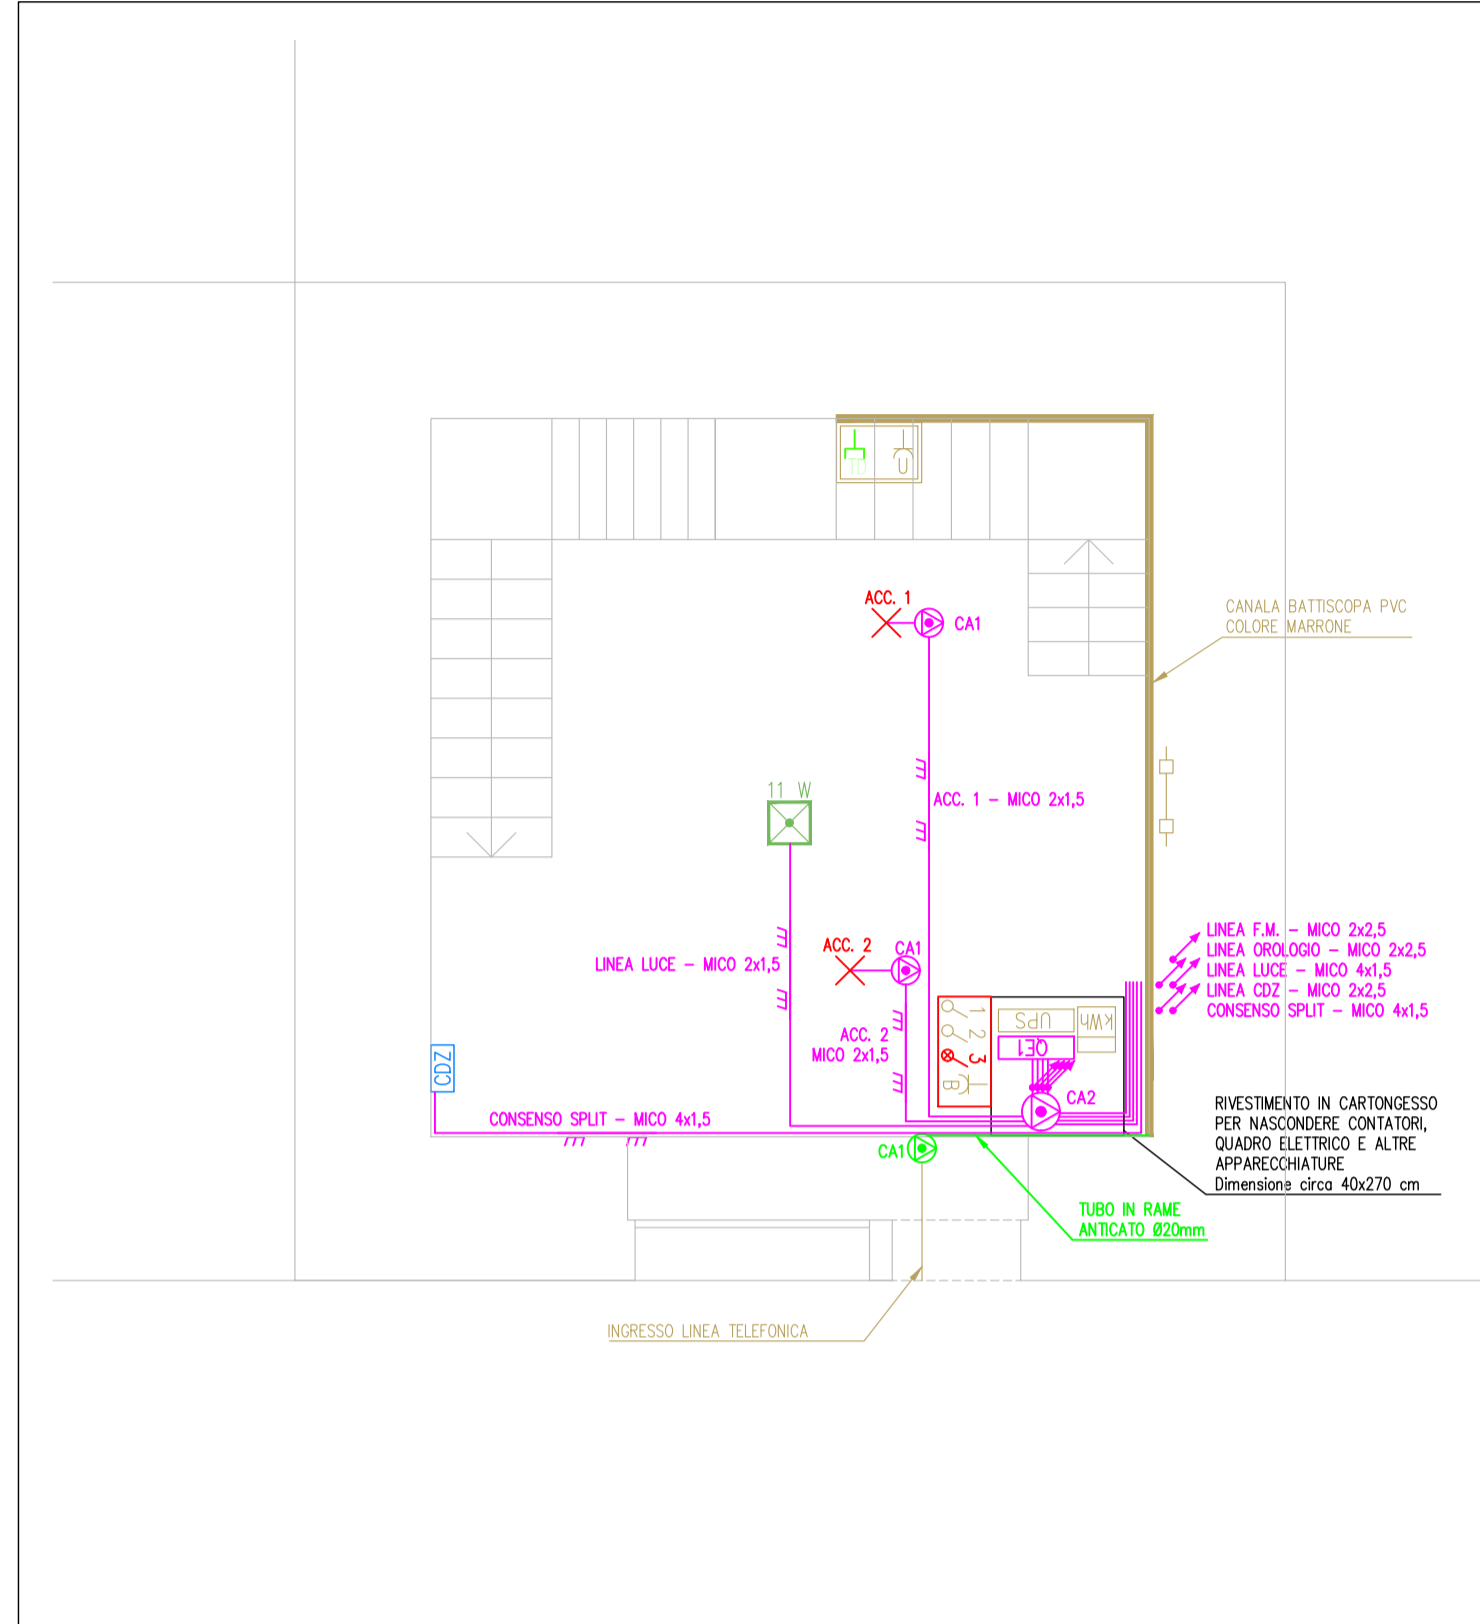 TD
U
ACC. 1
CA1
CANALA BATTISCOPA PVC
COLORE MARRONE
11 W
ACC. 1 – MICO 2x1,5
LINEA F.M. – MICO 2x2,5
LINEA OROLOGIO – MICO 2x2,5
LINEA LUCE – MICO 4x1,5
LINEA CDZ – MICO 2x2,5
CONSENSO SPLIT – MICO 4x1,5
ACC. 2
CA1
LINEA LUCE – MICO 2x1,5
ACC. 2
MICO 2x1,5
1
2
3
B
UPS
kWh
QE1
CDZ
CA2
CONSENSO SPLIT – MICO 4x1,5
RIVESTIMENTO IN CARTONGESSO
PER NASCONDERE CONTATORI,
QUADRO ELETTRICO E ALTRE
APPARECCHIATURE
Dimensione circa 40x270 cm
CA1
TUBO IN RAME
ANTICATO Ø20mm
INGRESSO LINEA TELEFONICA